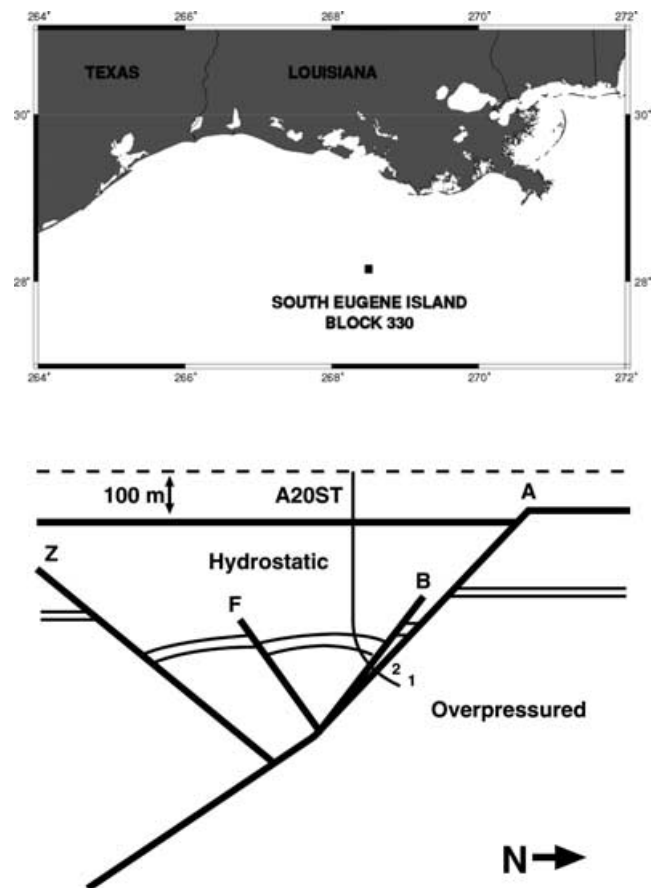 264° 266° 268° 270° 272°
TEXAS LOUISIANA
30° 30°
28° 28°
SOUTH EUGENE ISLAND
BLOCK 330
264° 266° 268° 270° 272°
100 m A20ST A
Z Hydrostatic
B
F
2
1
Overpressured
N